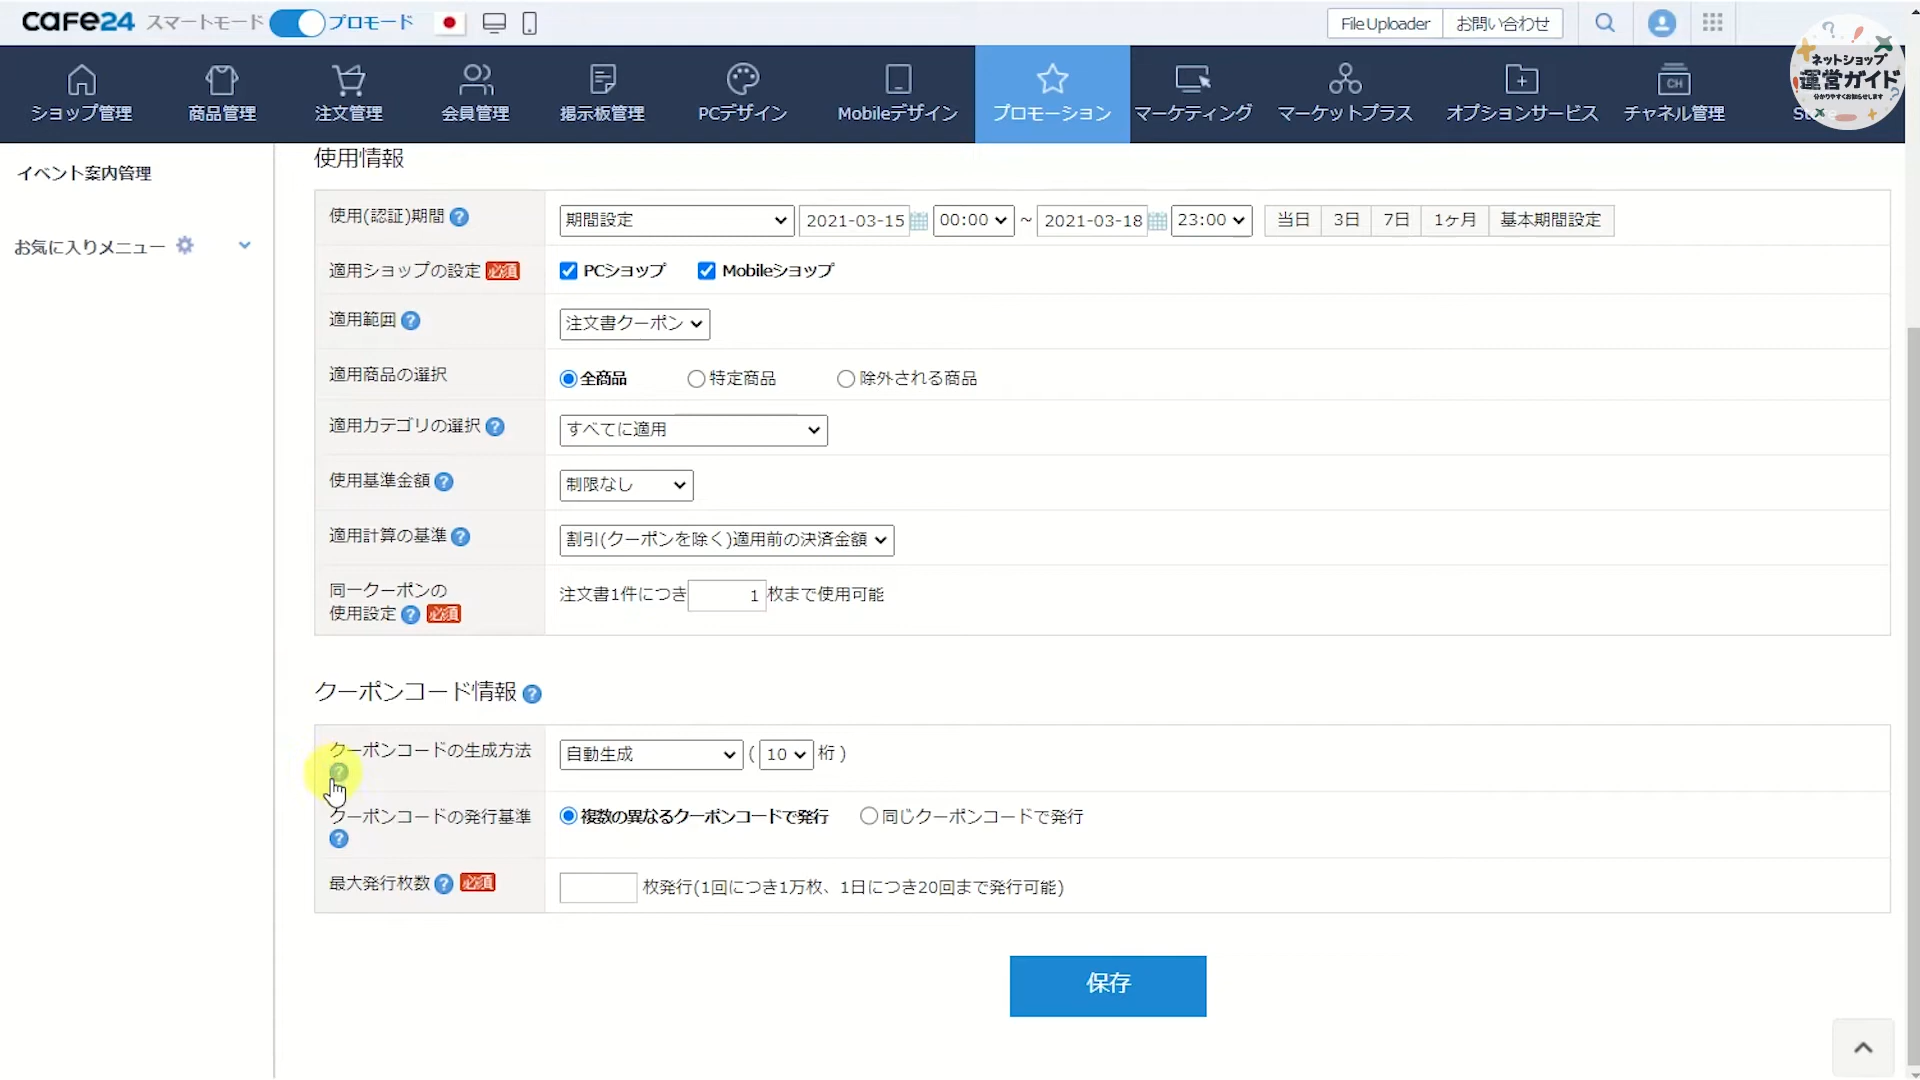 cafe24 スマートモード プロモード File Uploader お問い合わせ
ネットショップ
運営ガイド
分かりやすくお知らせします
ショップ管理 商品管理 注文管理 会員管理 掲示板管理 PCデザイン Mobileデザイン プロモーション マーケティング マーケットプラス オプションサービス チャネル管理
イベント案内管理
お気に入りメニュー
使用情報
使用(認証)期間 期間設定 2021-03-15 00:00 ~ 2021-03-18 23:00 当日 3日 7日 1ヶ月 基本期間設定
適用ショップの設定 必須 PCショップ Mobileショップ
適用範囲 注文書クーポン
適用商品の選択 全商品 特定商品 除外される商品
適用カテゴリの選択 すべてに適用
使用基準金額 制限なし
適用計算の基準 割引(クーポンを除く)適用前の決済金額
同一クーポンの
使用設定 必須 注文書1件につき 1 枚まで使用可能
クーポンコード情報
クーポンコードの生成方法 自動生成 ( 10 桁 )
クーポンコードの発行基準 複数の異なるクーポンコードで発行 同じクーポンコードで発行
最大発行枚数 必須 枚発行(1回につき1万枚、1日につき20回まで発行可能)
保存